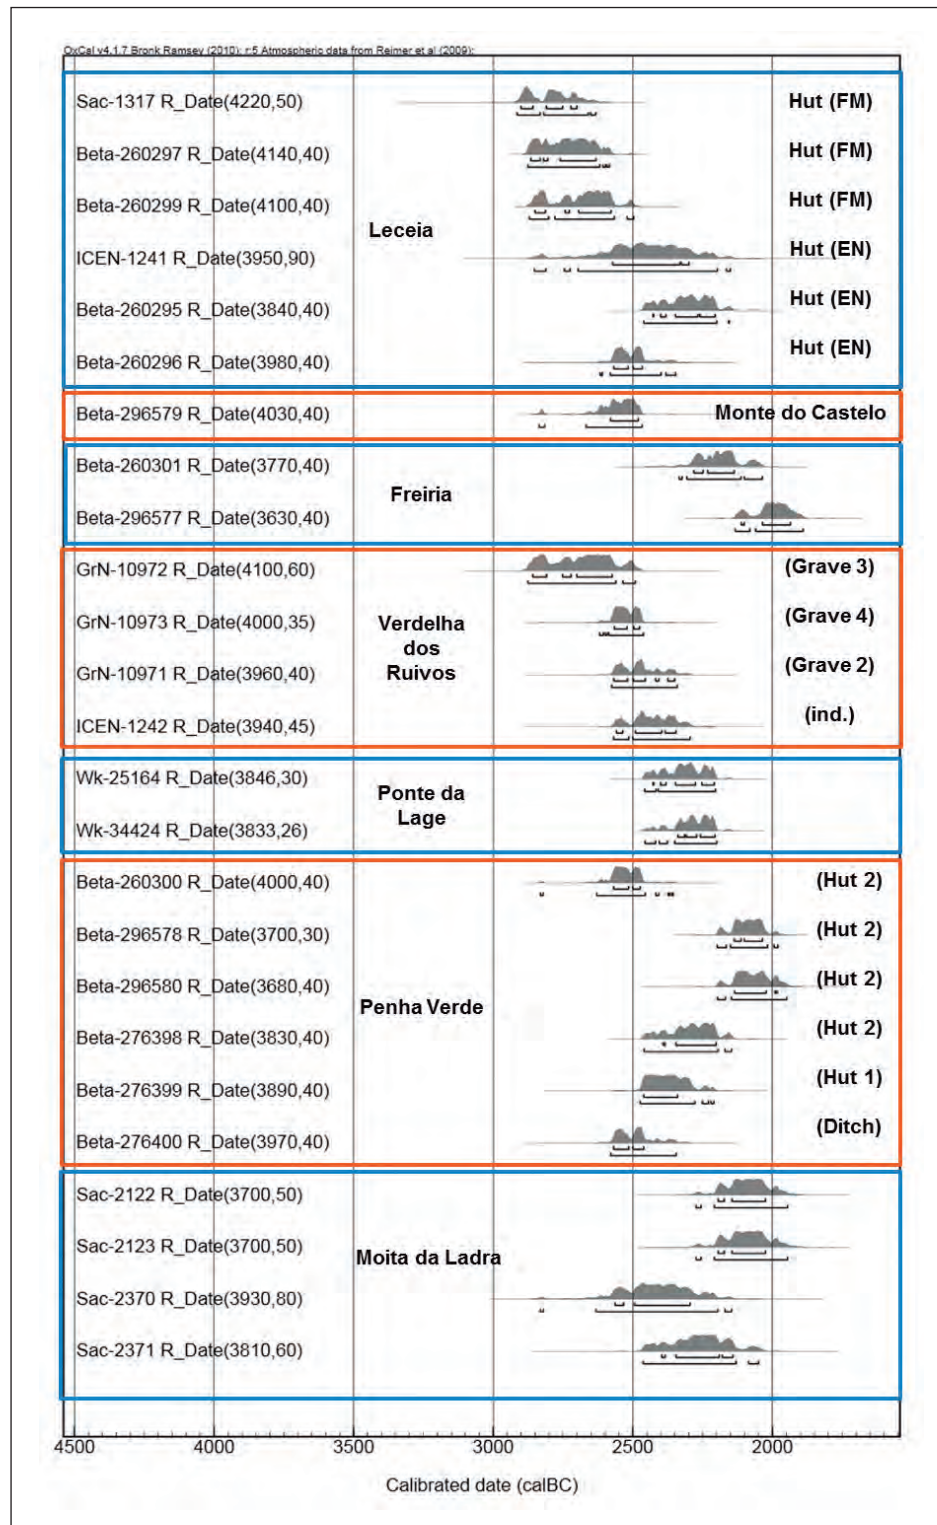 OxCal v4.1.7 Bronk Ramsey (2010); r:5 Atmospheric data from Reimer et al (2009);
Sac-1317 R_Date(4220,50) Hut (FM)
Beta-260297 R_Date(4140,40) Hut (FM)
Beta-260299 R_Date(4100,40) Hut (FM)
Leceia
ICEN-1241 R_Date(3950,90) Hut (EN)
Beta-260295 R_Date(3840,40) Hut (EN)
Beta-260296 R_Date(3980,40) Hut (EN)
Beta-296579 R_Date(4030,40) Monte do Castelo
Beta-260301 R_Date(3770,40)
Freiria
Beta-296577 R_Date(3630,40)
GrN-10972 R_Date(4100,60) (Grave 3)
GrN-10973 R_Date(4000,35) Verdelha (Grave 4)
dos
GrN-10971 R_Date(3960,40) Ruivos (Grave 2)
ICEN-1242 R_Date(3940,45) (ind.)
Wk-25164 R_Date(3846,30) Ponte da
Wk-34424 R_Date(3833,26) Lage
Beta-260300 R_Date(4000,40) (Hut 2)
Beta-296578 R_Date(3700,30) (Hut 2)
Beta-296580 R_Date(3680,40) (Hut 2)
Penha Verde
Beta-276398 R_Date(3830,40) (Hut 2)
Beta-276399 R_Date(3890,40) (Hut 1)
Beta-276400 R_Date(3970,40) (Ditch)
Sac-2122 R_Date(3700,50)
Sac-2123 R_Date(3700,50) Moita da Ladra
Sac-2370 R_Date(3930,80)
Sac-2371 R_Date(3810,60)
4500 4000 3500 3000 2500 2000
Calibrated date (calBC)